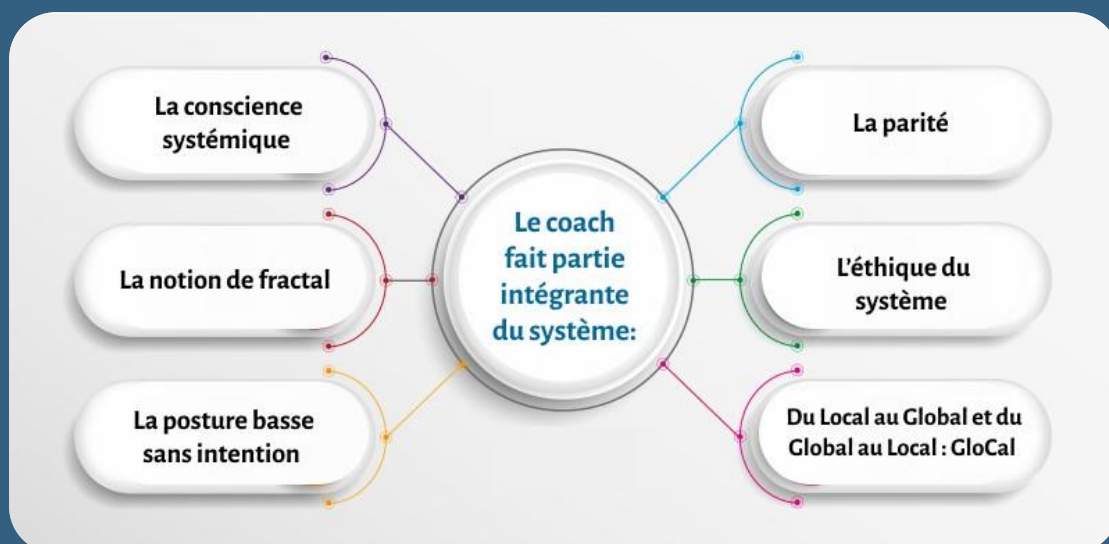 La conscience
systémique
La notion de fractal
La posture basse
sans intention
Le coach
fait partie
intégrante
du système:
La parité
L'éthique du
système
Du Local au Global et du
Global au Local : GloCal